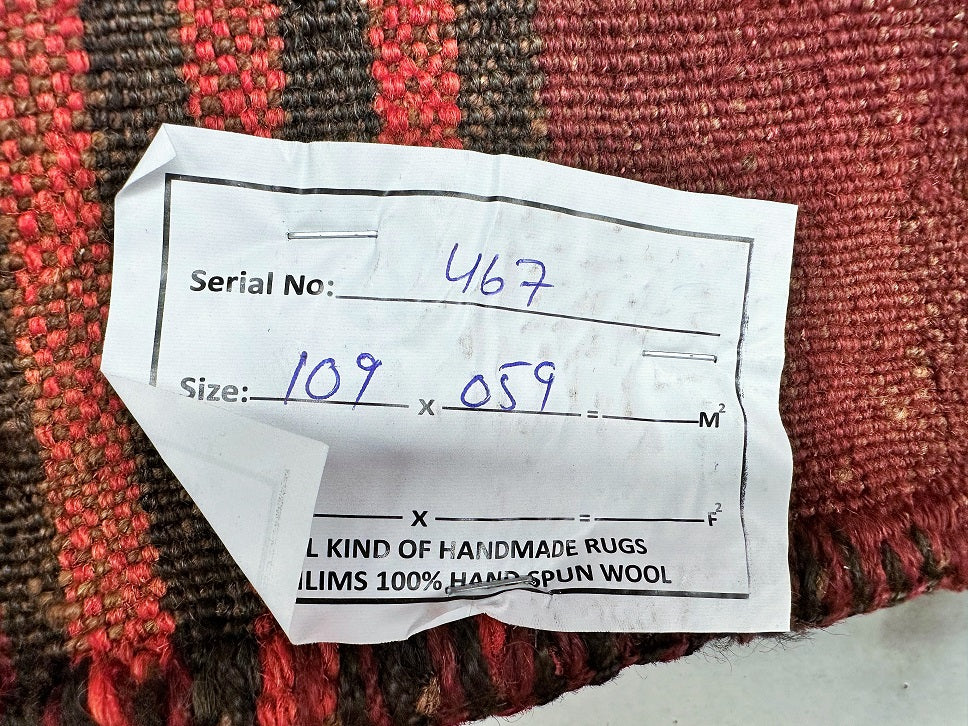 Serial No: 467
Size: 109 x 059 = M²
x = F²
L KIND OF HANDMADE RUGS
ILIMS 100% HAND SPUN WOOL